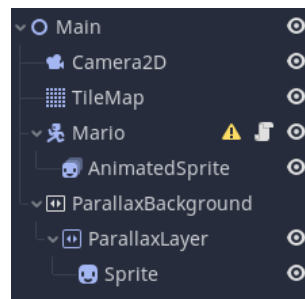 Main
Camera2D
TileMap
Mario
AnimatedSprite
ParallaxBackground
ParallaxLayer
Sprite